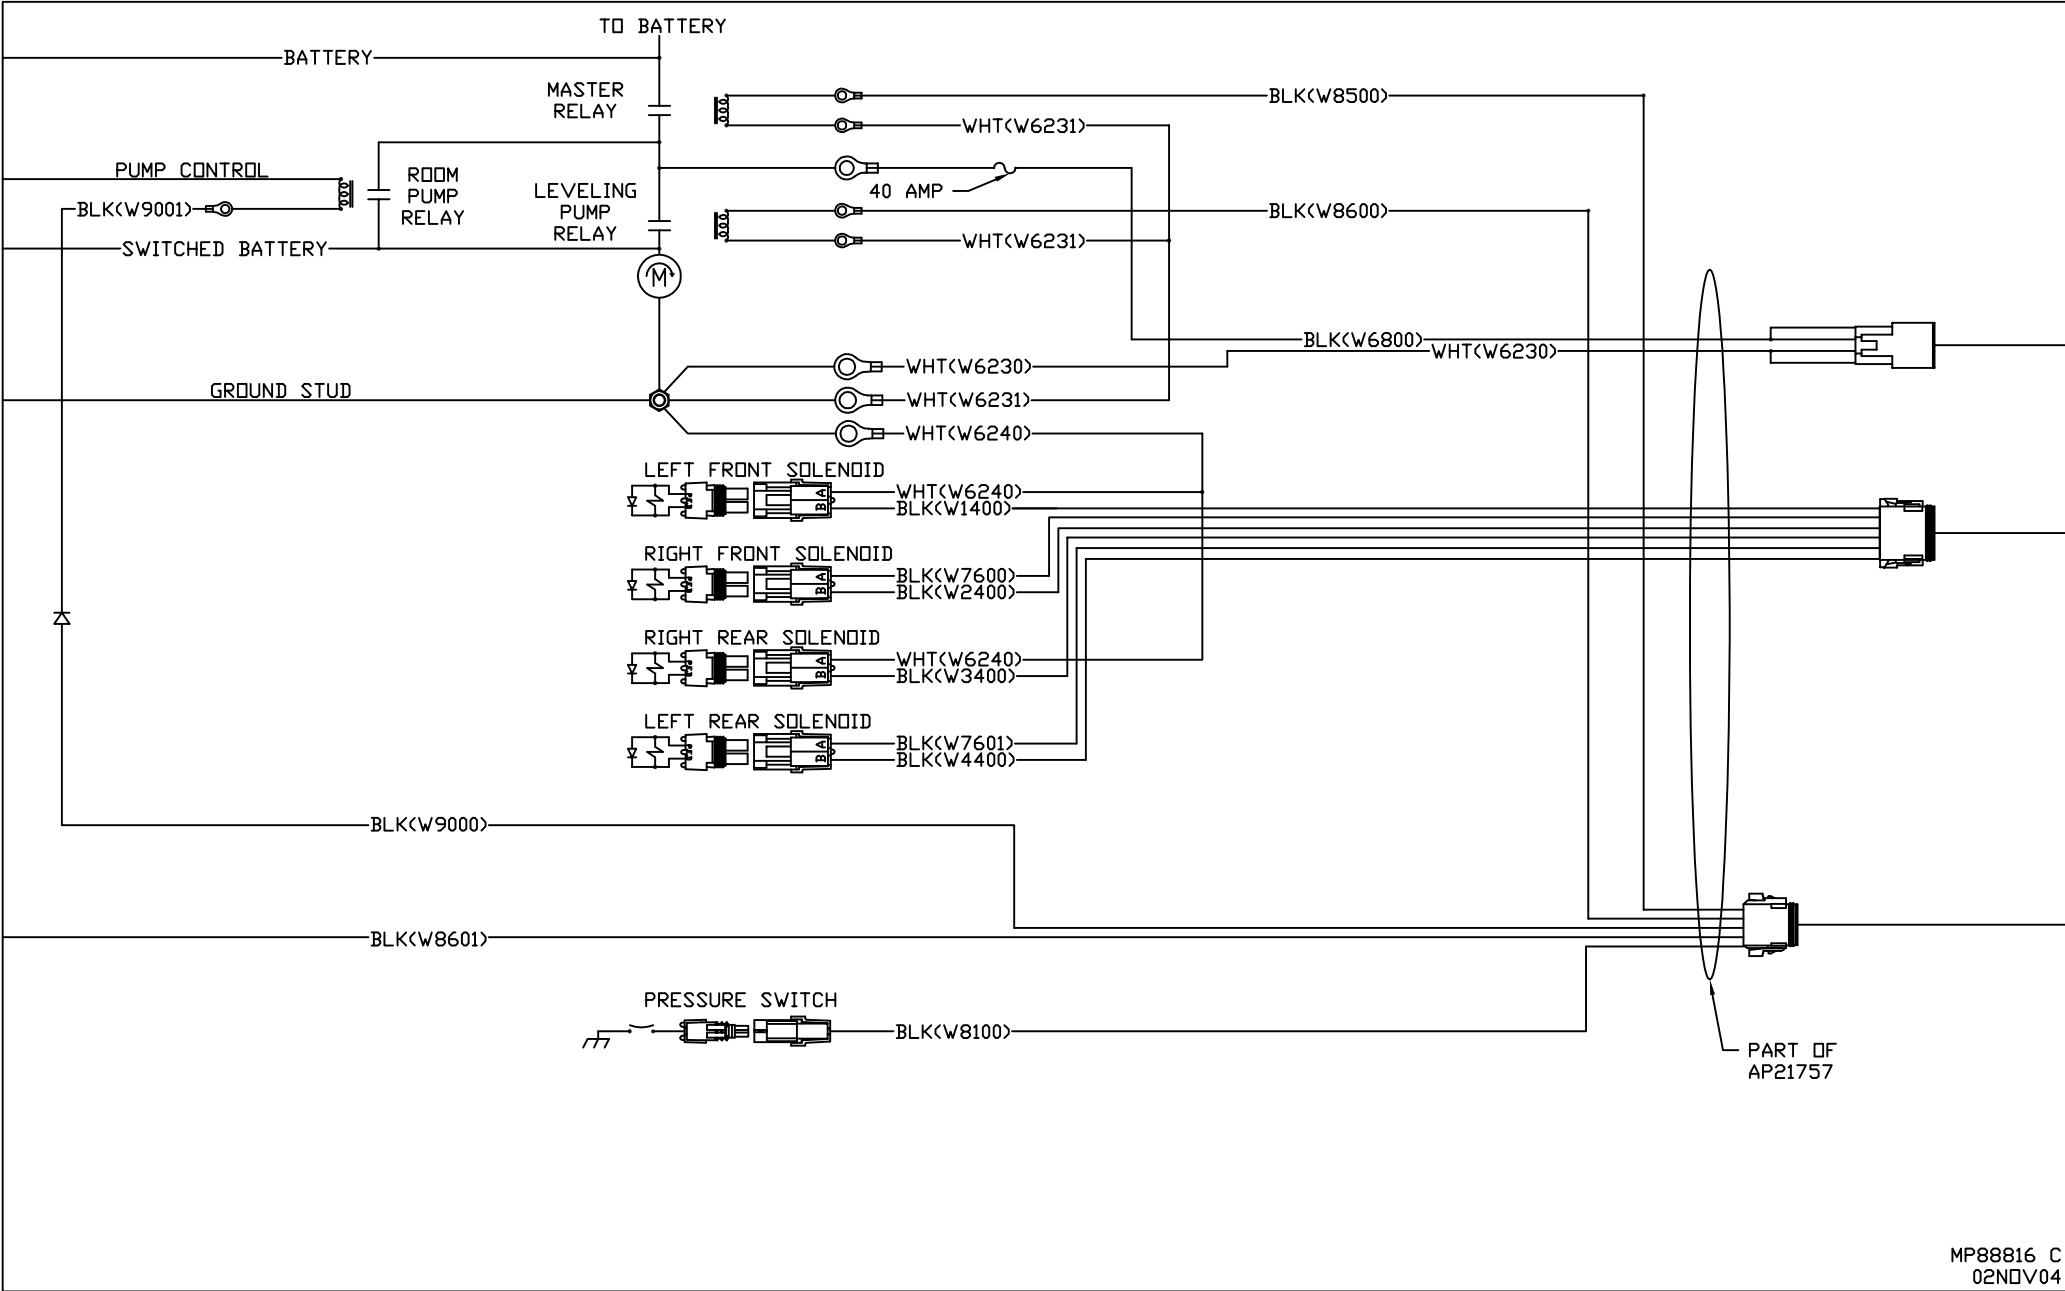 TO BATTERY
BATTERY
MASTER
RELAY
BLK(W8500)
WHT(W6231)
PUMP CONTROL
ROOM
PUMP
RELAY
LEVELING
PUMP
RELAY
40 AMP
BLK(W9001)
BLK(W8600)
WHT(W6231)
SWITCHED BATTERY
M
BLK(W6800)
WHT(W6230)
WHT(W6230)
GROUND STUD
WHT(W6231)
WHT(W6240)
LEFT FRONT SOLENOID
A
B
WHT(W6240)
BLK(W1400)
RIGHT FRONT SOLENOID
A
B
BLK(W7600)
BLK(W2400)
RIGHT REAR SOLENOID
A
B
WHT(W6240)
BLK(W3400)
LEFT REAR SOLENOID
A
B
BLK(W7601)
BLK(W4400)
BLK(W9000)
BLK(W8601)
PRESSURE SWITCH
BLK(W8100)
PART OF
AP21757
MP88816 C
02NOV04